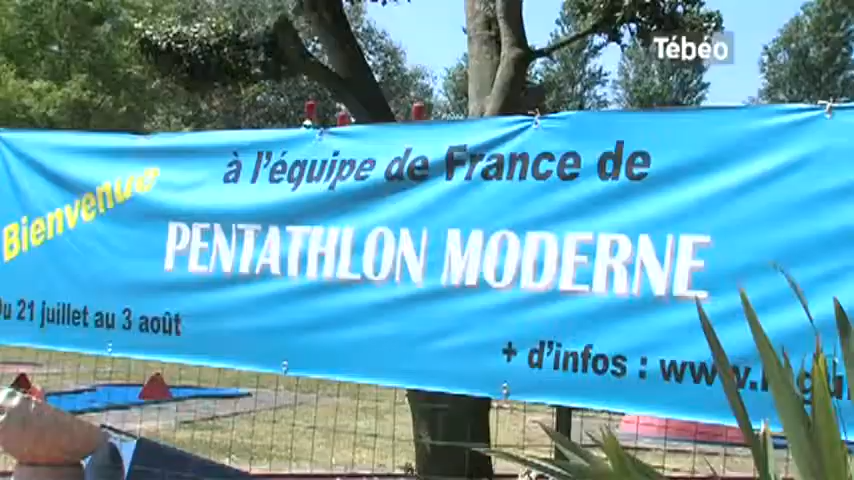 Tébéo
Bienvenue
à l'équipe de France de
PENTATHLON MODERNE
Du 21 juillet au 3 août
+ d'infos :